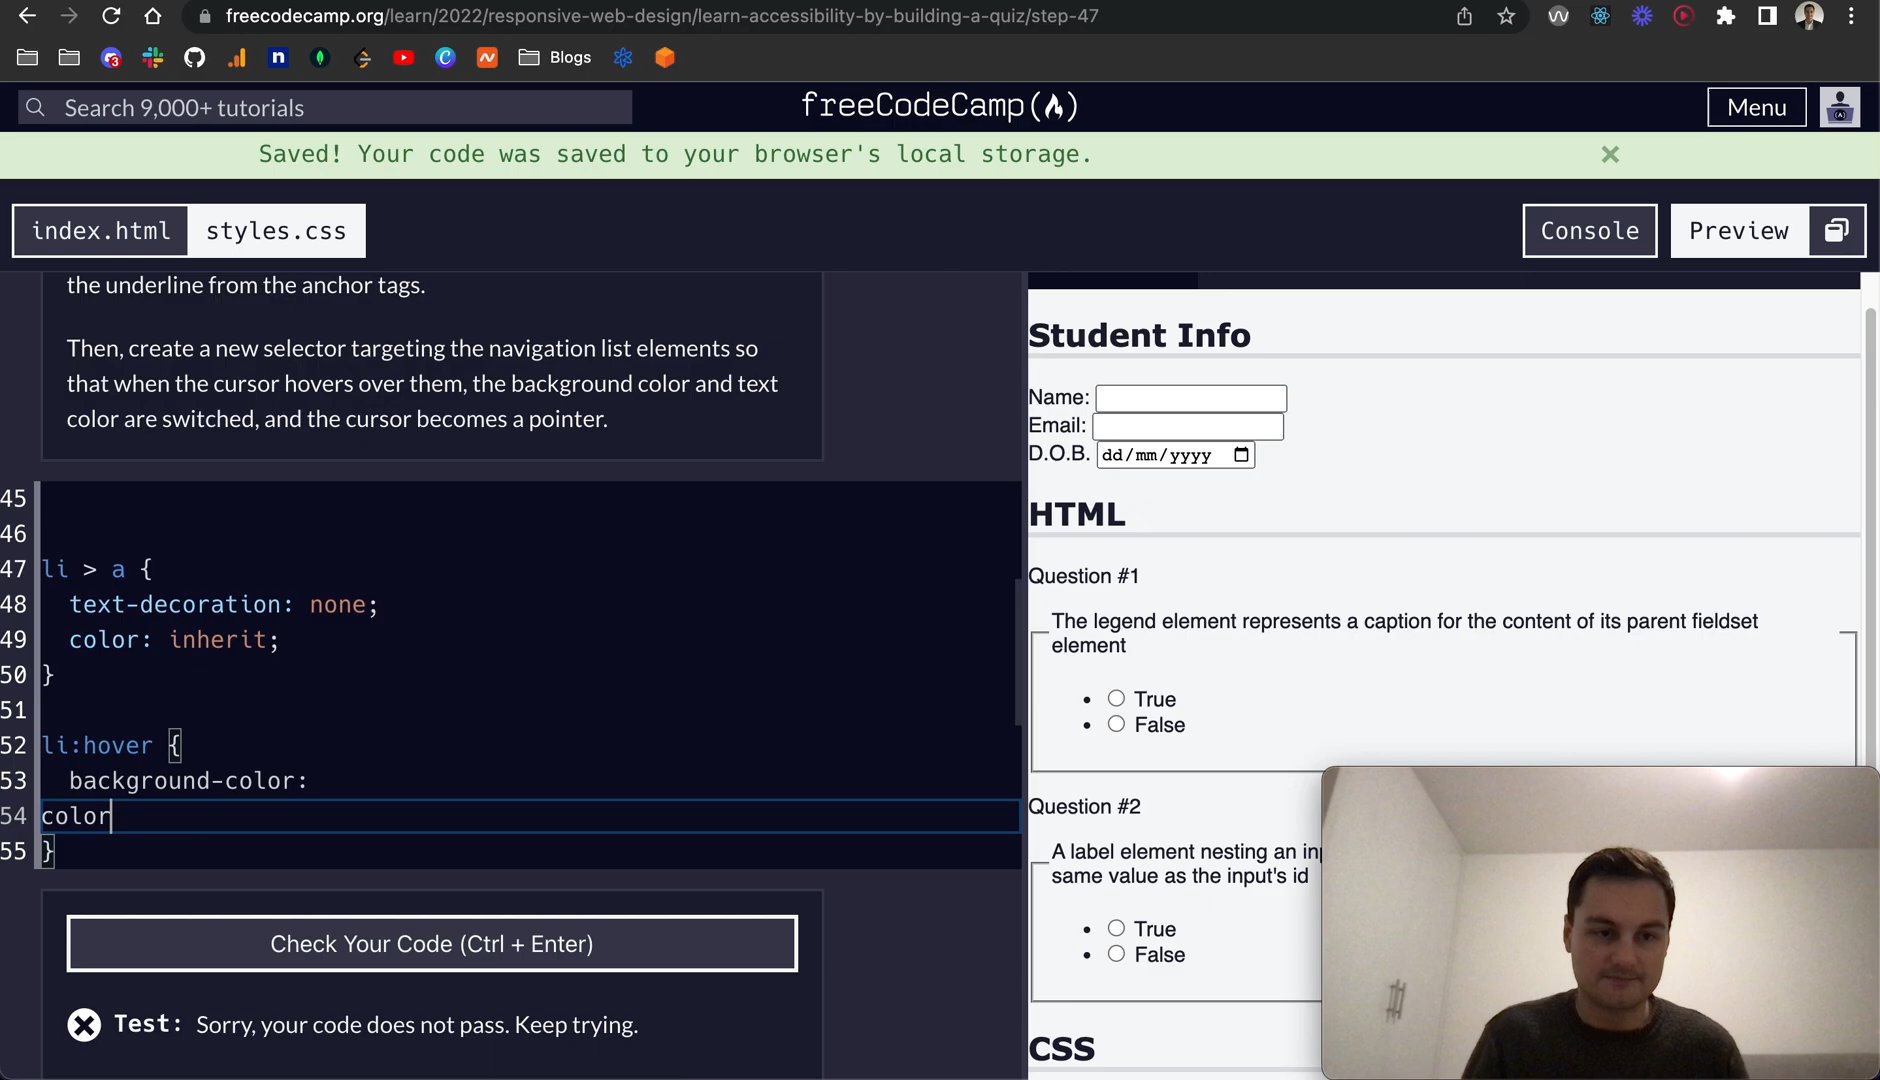 freecodecamp.org/learn/2022/responsive-web-design/learn-accessibility-by-building-a-quiz/step-47
3
Blogs
Search 9,000+ tutorials
freeCodeCamp(🔥)
Menu
Saved! Your code was saved to your browser's local storage.
index.html
styles.css
Console
Preview
the underline from the anchor tags.
Then, create a new selector targeting the navigation list elements so
that when the cursor hovers over them, the background color and text
color are switched, and the cursor becomes a pointer.
45
46
47 li > a {
48 text-decoration: none;
49 color: inherit;
50 }
51
52 li:hover {
53 background-color:
54 color
55 }
Check Your Code (Ctrl + Enter)
Test: Sorry, your code does not pass. Keep trying.
Student Info
Name:
Email:
D.O.B. dd/mm/yyyy
HTML
Question #1
The legend element represents a caption for the content of its parent fieldset
element
True
False
Question #2
A label element nesting an inp
same value as the input's id
True
False
CSS